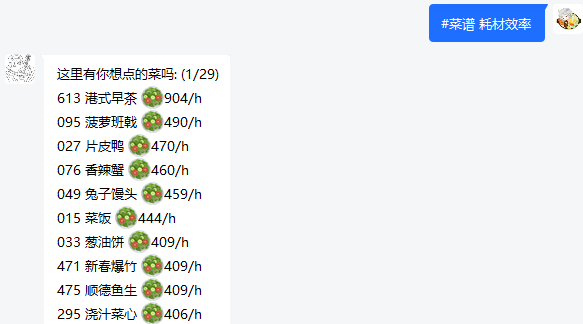 #菜谱 耗材效率
这里有你想点的菜吗: (1/29)
613 港式早茶 904/h
095 菠萝班戟 490/h
027 片皮鸭 470/h
076 香辣蟹 460/h
049 兔子馒头 459/h
015 菜饭 444/h
033 葱油饼 409/h
471 新春爆竹 409/h
475 顺德鱼生 409/h
295 浇汁菜心 406/h